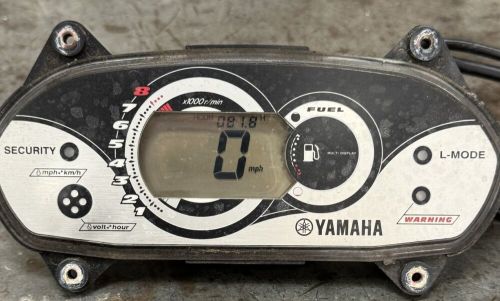 x1000 r/min
8
7
6
5
4
3
2
1
081.8 H
0 mph
FUEL
MULTI DISPLAY
SECURITY
mph·km/h
volt·hour
L-MODE
WARNING
YAMAHA